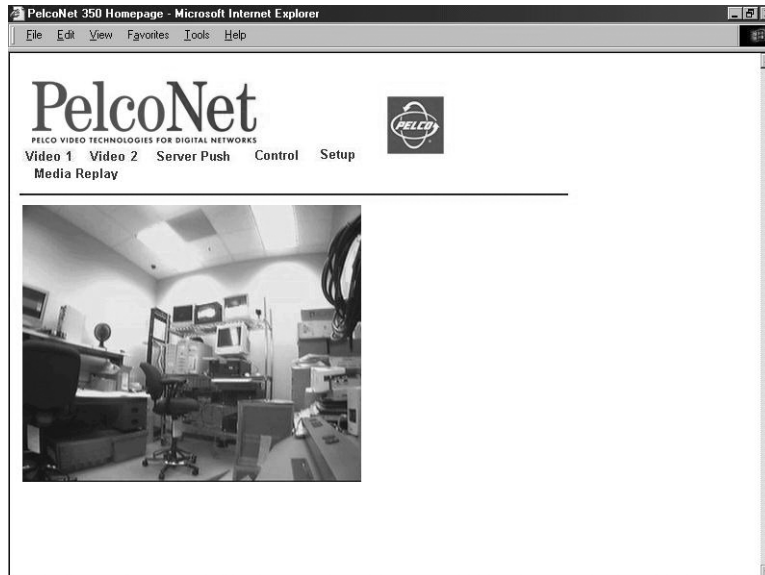 PelcoNet 350 Homepage - Microsoft Internet Explorer
File Edit View Favorites Tools Help
PelcoNet
PELCO VIDEO TECHNOLOGIES FOR DIGITAL NETWORKS
PELCO
Video 1 Video 2 Server Push Control Setup
Media Replay